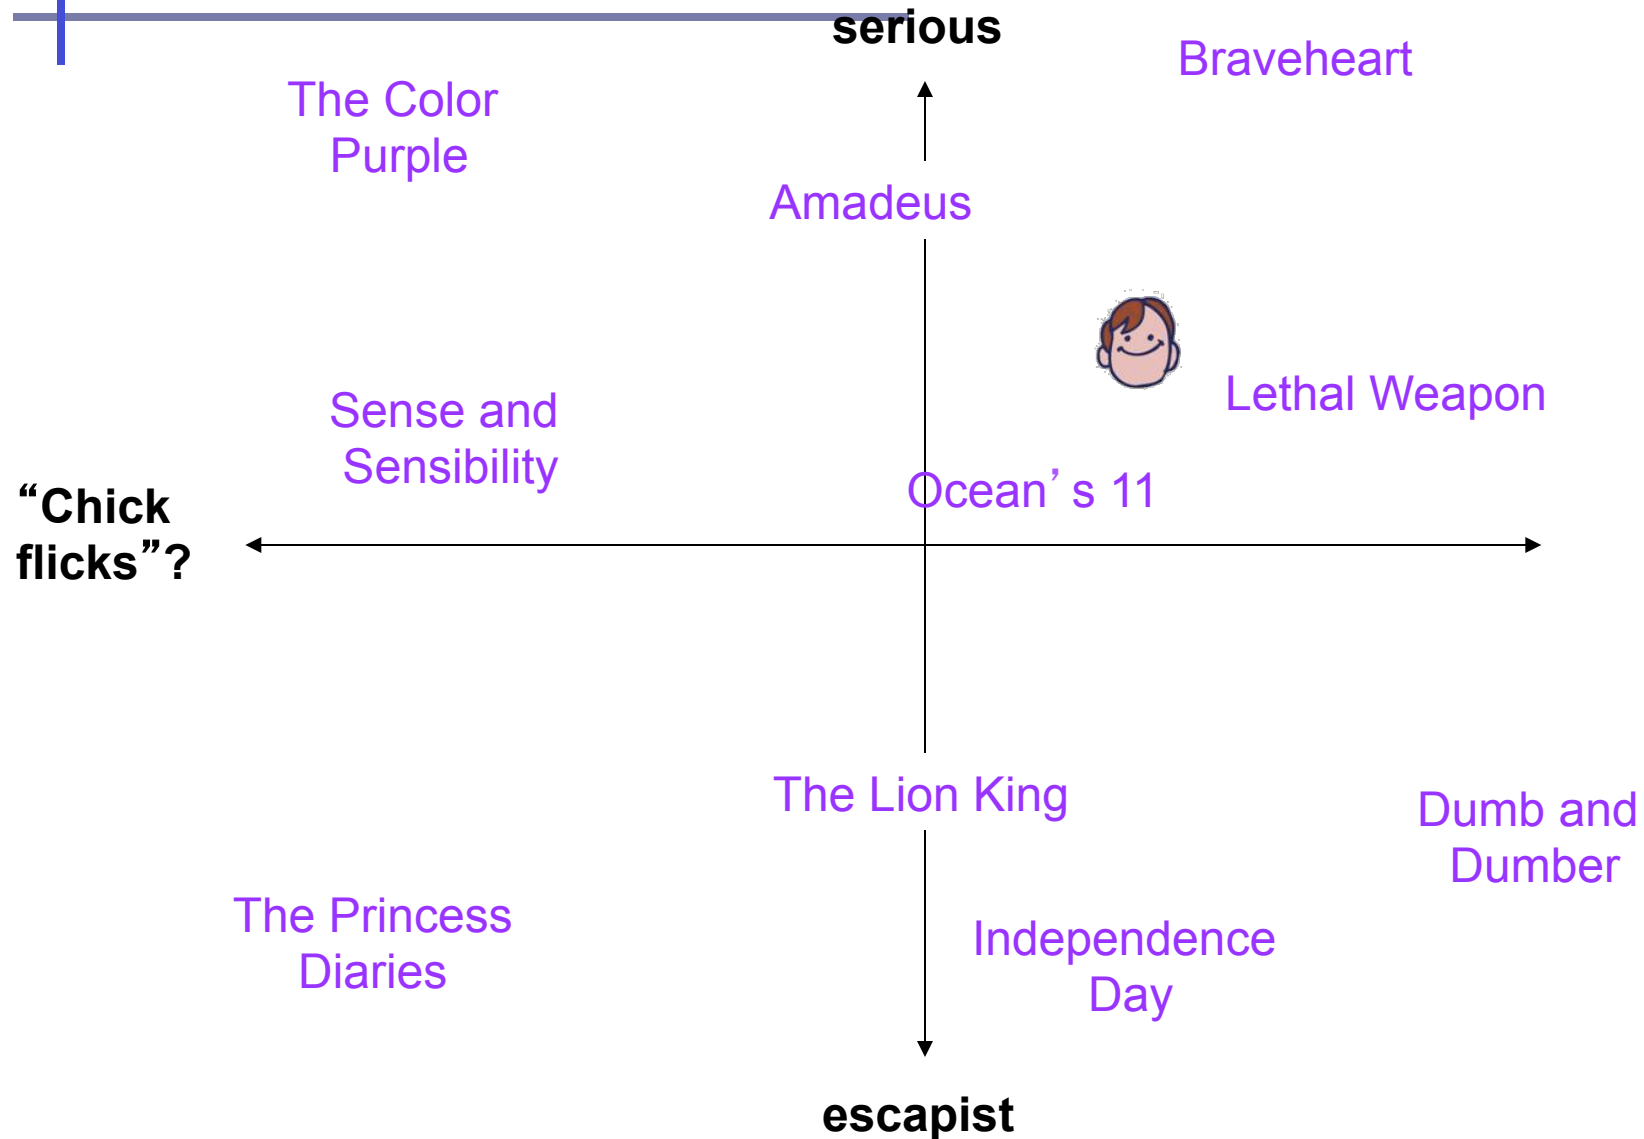 serious
Braveheart
The Color
Purple
Amadeus
Lethal Weapon
Sense and
Sensibility
Ocean’s 11
“Chick
flicks”?
The Lion King
Dumb and
Dumber
The Princess
Diaries
Independence
Day
escapist